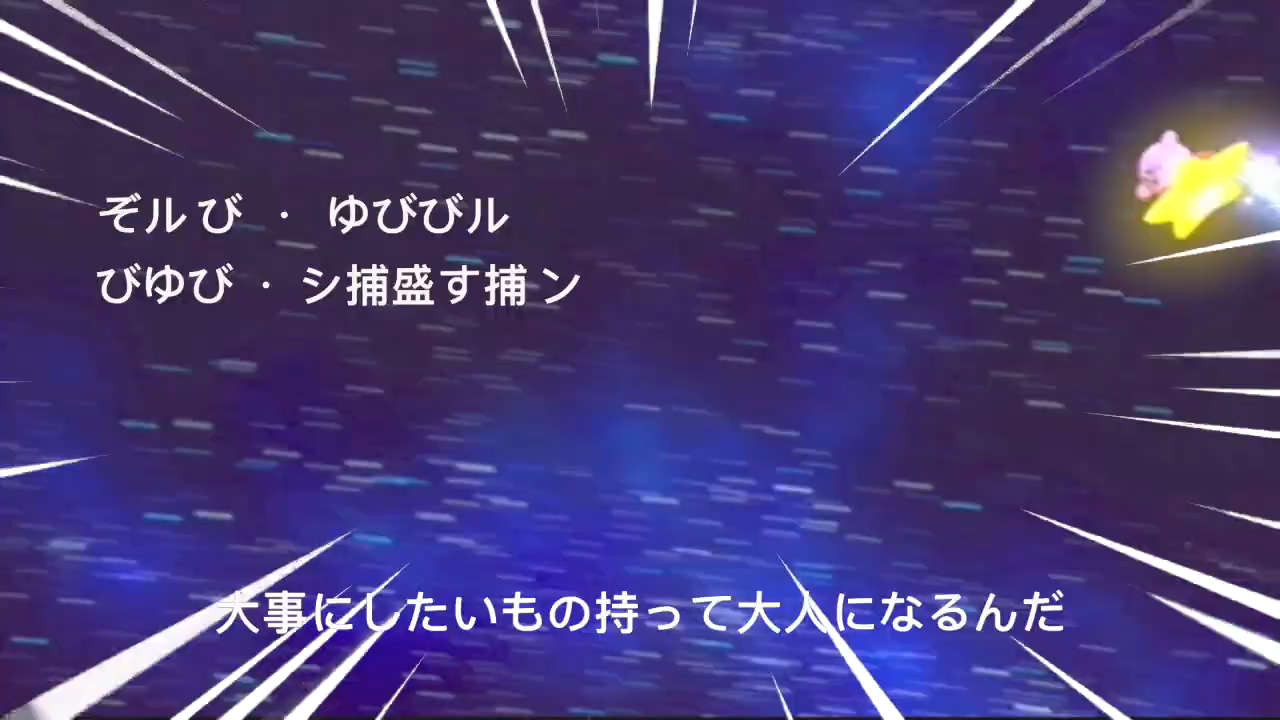 ぞルび ・ ゆびびル
びゆび ・ シ捕盛す捕ン
大事にしたいもの持って大人になるんだ